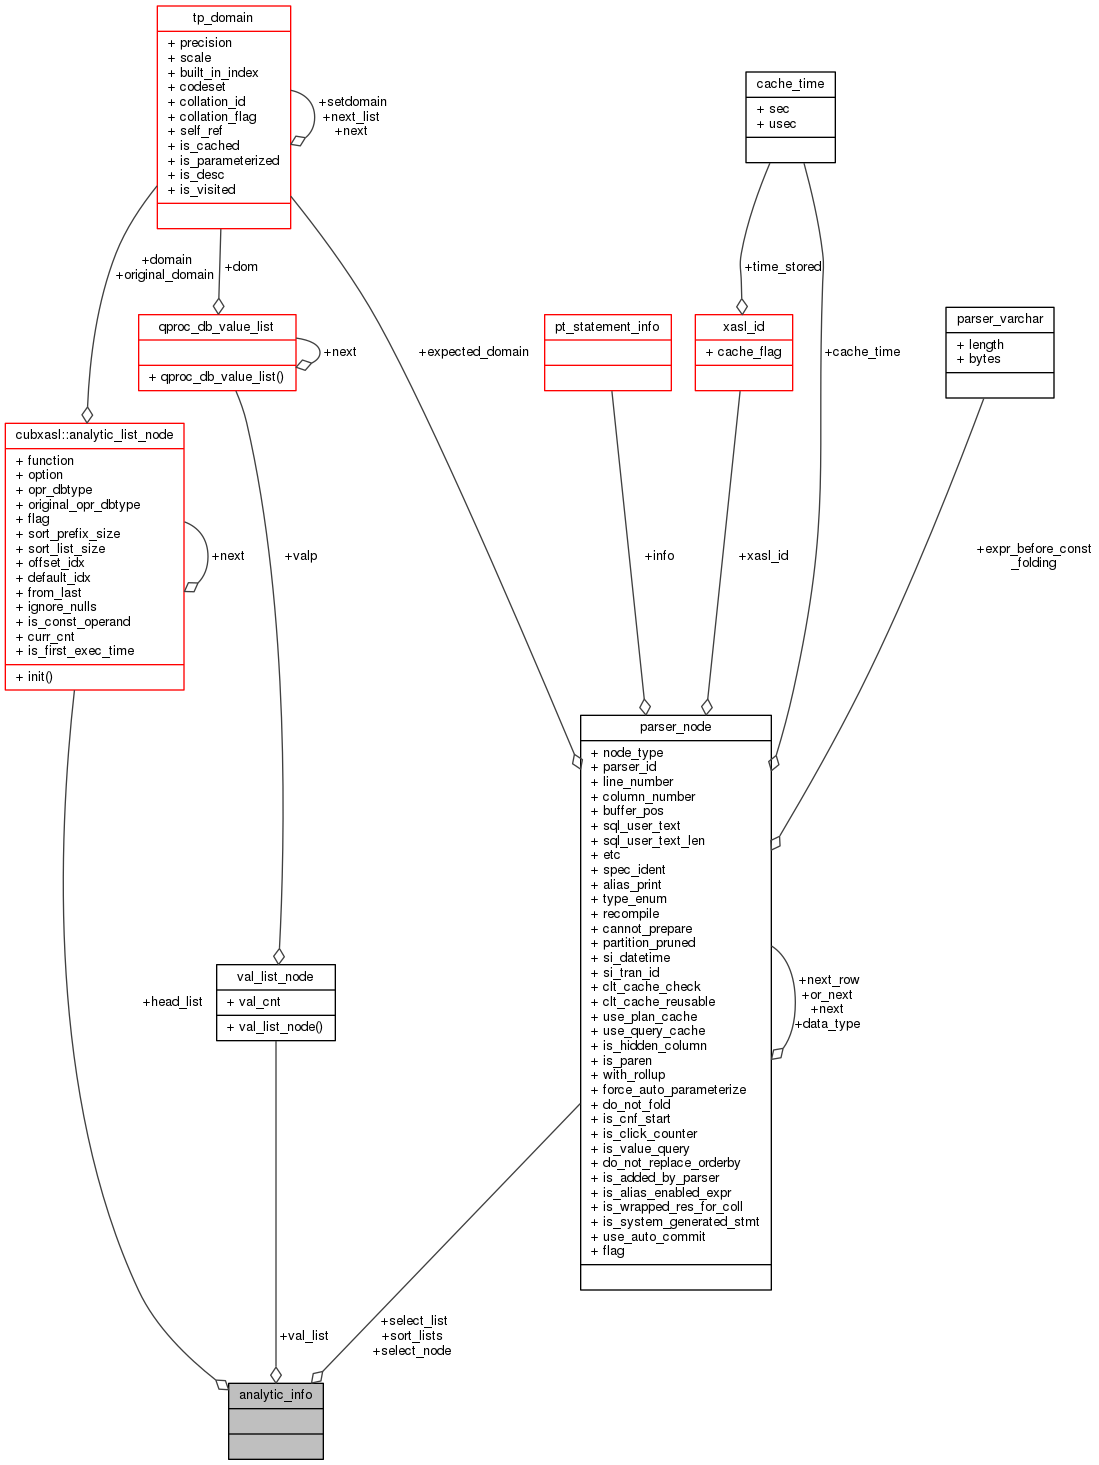 tp_domain
+ precision
+ scale
+ built_in_index
+ codeset
+ collation_id
+ collation_flag
+ self_ref
+ is_cached
+ is_parameterized
+ is_desc
+ is_visited
+setdomain
+next_list
+next
cache_time
+ sec
+ usec
+domain
+original_domain
+dom
+time_stored
qproc_db_value_list
+ qproc_db_value_list()
+next
+expected_domain
pt_statement_info
xasl_id
+ cache_flag
+cache_time
parser_varchar
+ length
+ bytes
cubxasl::analytic_list_node
+ function
+ option
+ opr_dbtype
+ original_opr_dbtype
+ flag
+ sort_prefix_size
+ sort_list_size
+ offset_idx
+ default_idx
+ from_last
+ ignore_nulls
+ is_const_operand
+ curr_cnt
+ is_first_exec_time
+ init()
+next
+valp
+info
+xasl_id
+expr_before_const
_folding
parser_node
+ node_type
+ parser_id
+ line_number
+ column_number
+ buffer_pos
+ sql_user_text
+ sql_user_text_len
+ etc
+ spec_ident
+ alias_print
+ type_enum
+ recompile
+ cannot_prepare
+ partition_pruned
+ si_datetime
+ si_tran_id
+ clt_cache_check
+ clt_cache_reusable
+ use_plan_cache
+ use_query_cache
+ is_hidden_column
+ is_paren
+ with_rollup
+ force_auto_parameterize
+ do_not_fold
+ is_cnf_start
+ is_click_counter
+ is_value_query
+ do_not_replace_orderby
+ is_added_by_parser
+ is_alias_enabled_expr
+ is_wrapped_res_for_coll
+ is_system_generated_stmt
+ use_auto_commit
+ flag
+next_row
+or_next
+next
+data_type
+head_list
val_list_node
+ val_cnt
+ val_list_node()
+val_list
+select_list
+sort_lists
+select_node
analytic_info